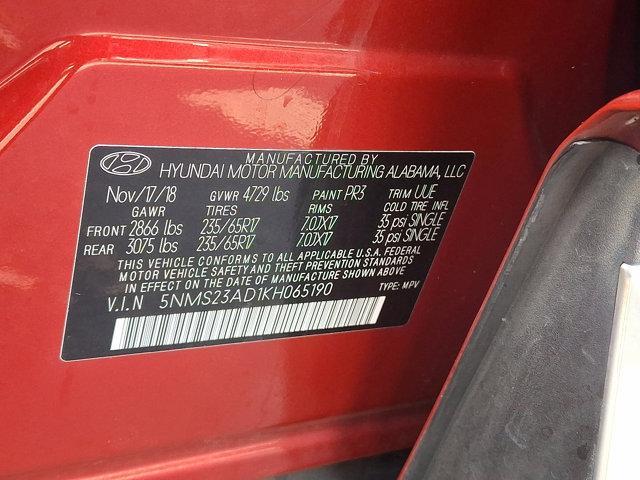 MANUFACTURED BY
HYUNDAI MOTOR MANUFACTURING ALABAMA, LLC
Nov/17/18 GVWR 4729 lbs PAINT PR3 TRIM UUE
GAWR TIRES RIMS COLD TIRE INFL
FRONT 2866 lbs 235/65R17 7.0JX17 35 psi SINGLE
REAR 3075 lbs 235/65R17 7.0JX17 35 psi SINGLE
THIS VEHICLE CONFORMS TO ALL APPLICABLE U.S.A. FEDERAL
MOTOR VEHICLE SAFETY AND THEFT PREVENTION STANDARDS
IN EFFECT ON THE DATE OF MANUFACTURE SHOWN ABOVE.
V.I.N 5NMS23AD1KH065190 TYPE: MPV